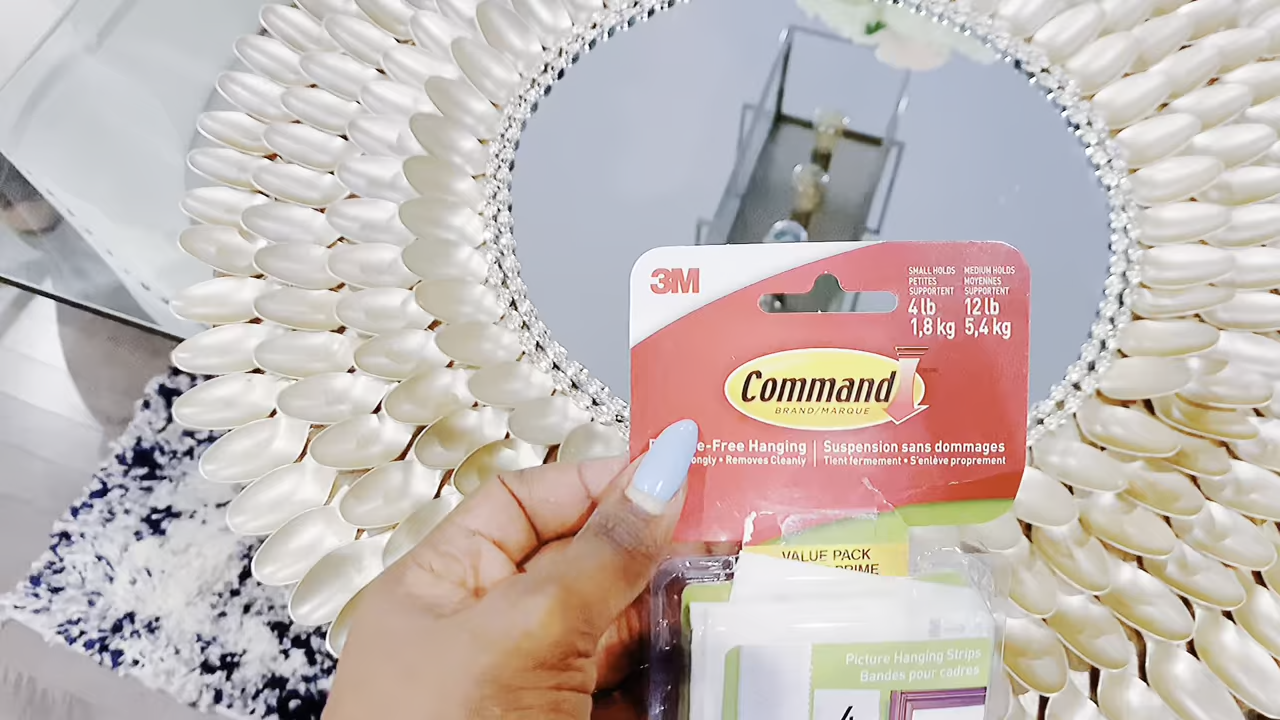 3M
SMALL HOLDS
PETITES
SUPPORTENT
4 lb
1,8 kg
MEDIUM HOLDS
MOYENNES
SUPPORTENT
12 lb
5,4 kg
Command
BRAND/MARQUE
-Free Hanging
• Removes Cleanly
Suspension sans dommages
Tient fermement • S'enlève proprement
VALUE PACK
Picture Hanging Strips
Bandes pour cadres
4